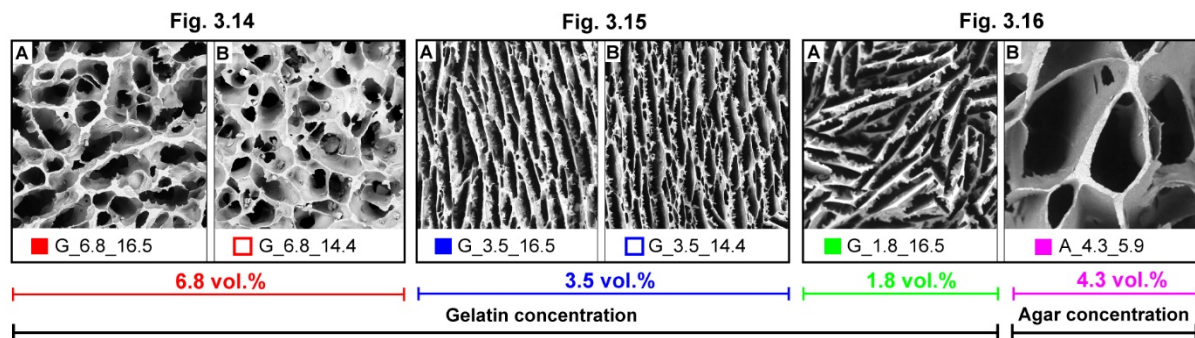 Fig. 3.14 Fig. 3.15 Fig. 3.16
A B A B A B
G_6.8_16.5 G_6.8_14.4 G_3.5_16.5 G_3.5_14.4 G_1.8_16.5 A_4.3_5.9
6.8 vol.% 3.5 vol.% 1.8 vol.% 4.3 vol.%
Gelatin concentration Agar concentration